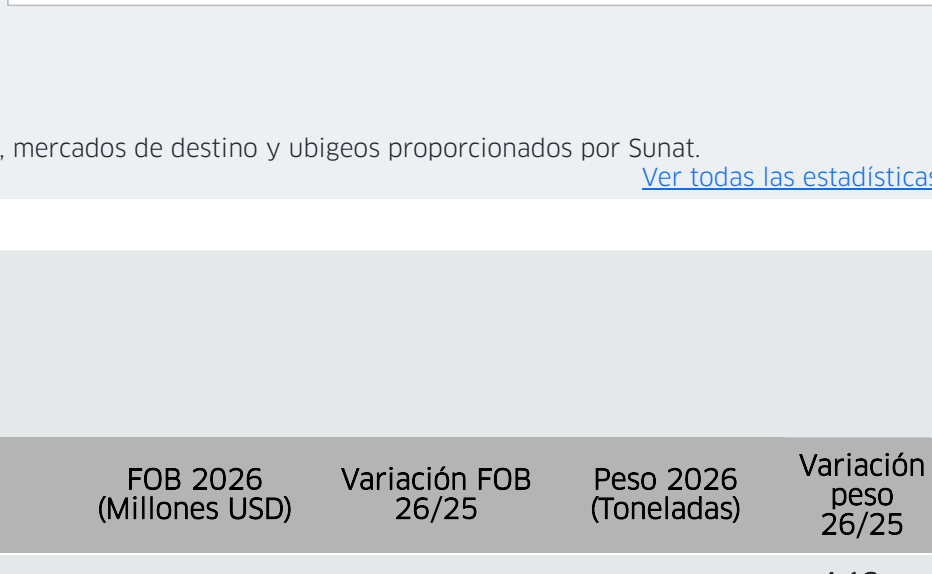 , mercados de destino y ubigeos proporcionados por Sunat.
Ver todas las estadísticas
FOB 2026
(Millones USD)
Variación FOB
26/25
Peso 2026
(Toneladas)
Variación
peso
26/25